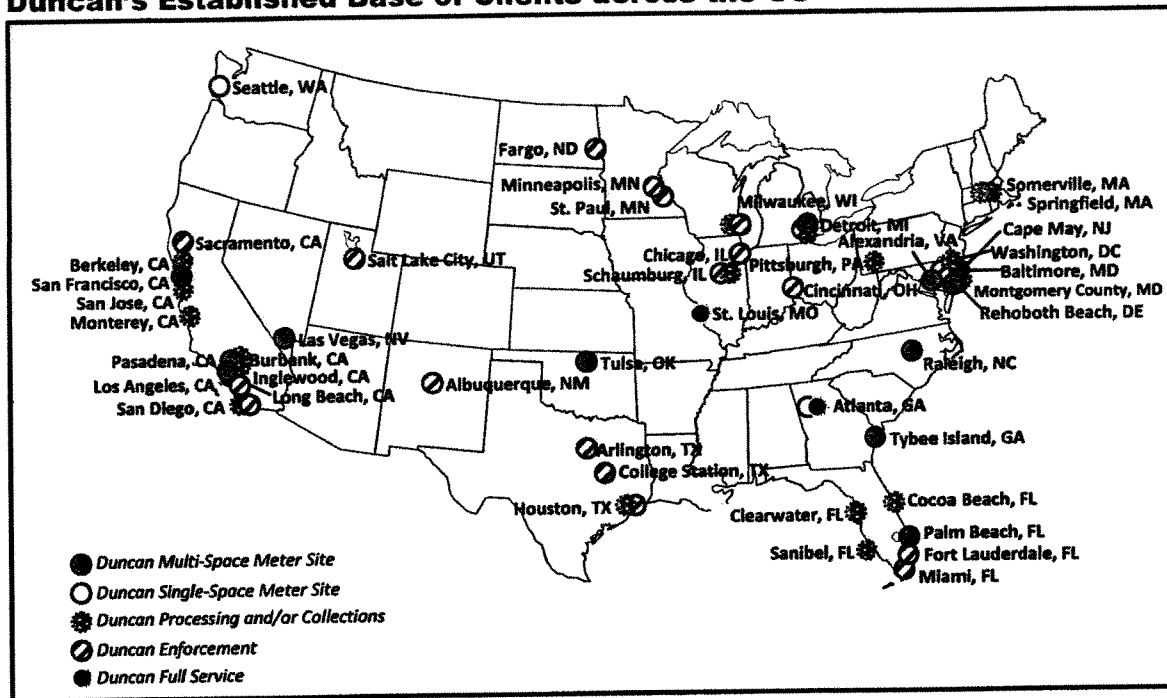 Duncan's Established Base of Clients across the US
Seattle, WA
Fargo, ND
Minneapolis, MN
St. Paul, MN
Milwaukee, WI
Detroit, MI
Somerville, MA
Springfield, MA
Alexandria, VA
Cape May, NJ
Sacramento, CA
Salt Lake City, UT
Chicago, IL
Pittsburgh, PA
Washington, DC
Berkeley, CA
Schaumburg, IL
Baltimore, MD
San Francisco, CA
Cincinnati, OH
Montgomery County, MD
San Jose, CA
St. Louis, MO
Rehoboth Beach, DE
Monterey, CA
Las Vegas, NV
Pasadena, CA
Burbank, CA
Tulsa, OK
Raleigh, NC
Inglewood, CA
Los Angeles, CA
Albuquerque, NM
Long Beach, CA
San Diego, CA
Atlanta, GA
Tybee Island, GA
Arlington, TX
College Station, TX
Houston, TX
Clearwater, FL
Cocoa Beach, FL
Palm Beach, FL
Sanibel, FL
Fort Lauderdale, FL
Miami, FL
Duncan Multi-Space Meter Site
Duncan Single-Space Meter Site
Duncan Processing and/or Collections
Duncan Enforcement
Duncan Full Service